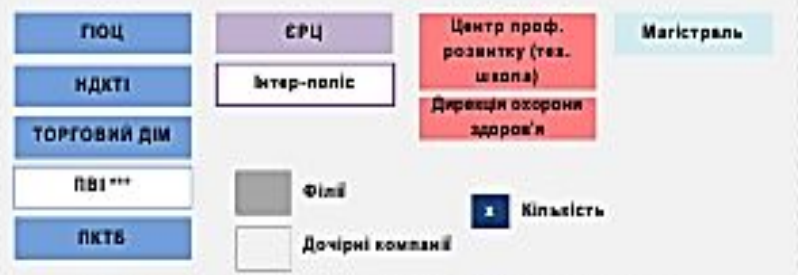 ГІОЦ
НДКТІ
ТОРГОВИЙ ДІМ
ПВІ ***
ПКТБ
ЄРЦ
Інтер-поліс
Центр проф.
розвитку (тех.
школа)
Дирекція охорони
здоров'я
Магістраль
Філії
Дочірні компанії
x
Кількість